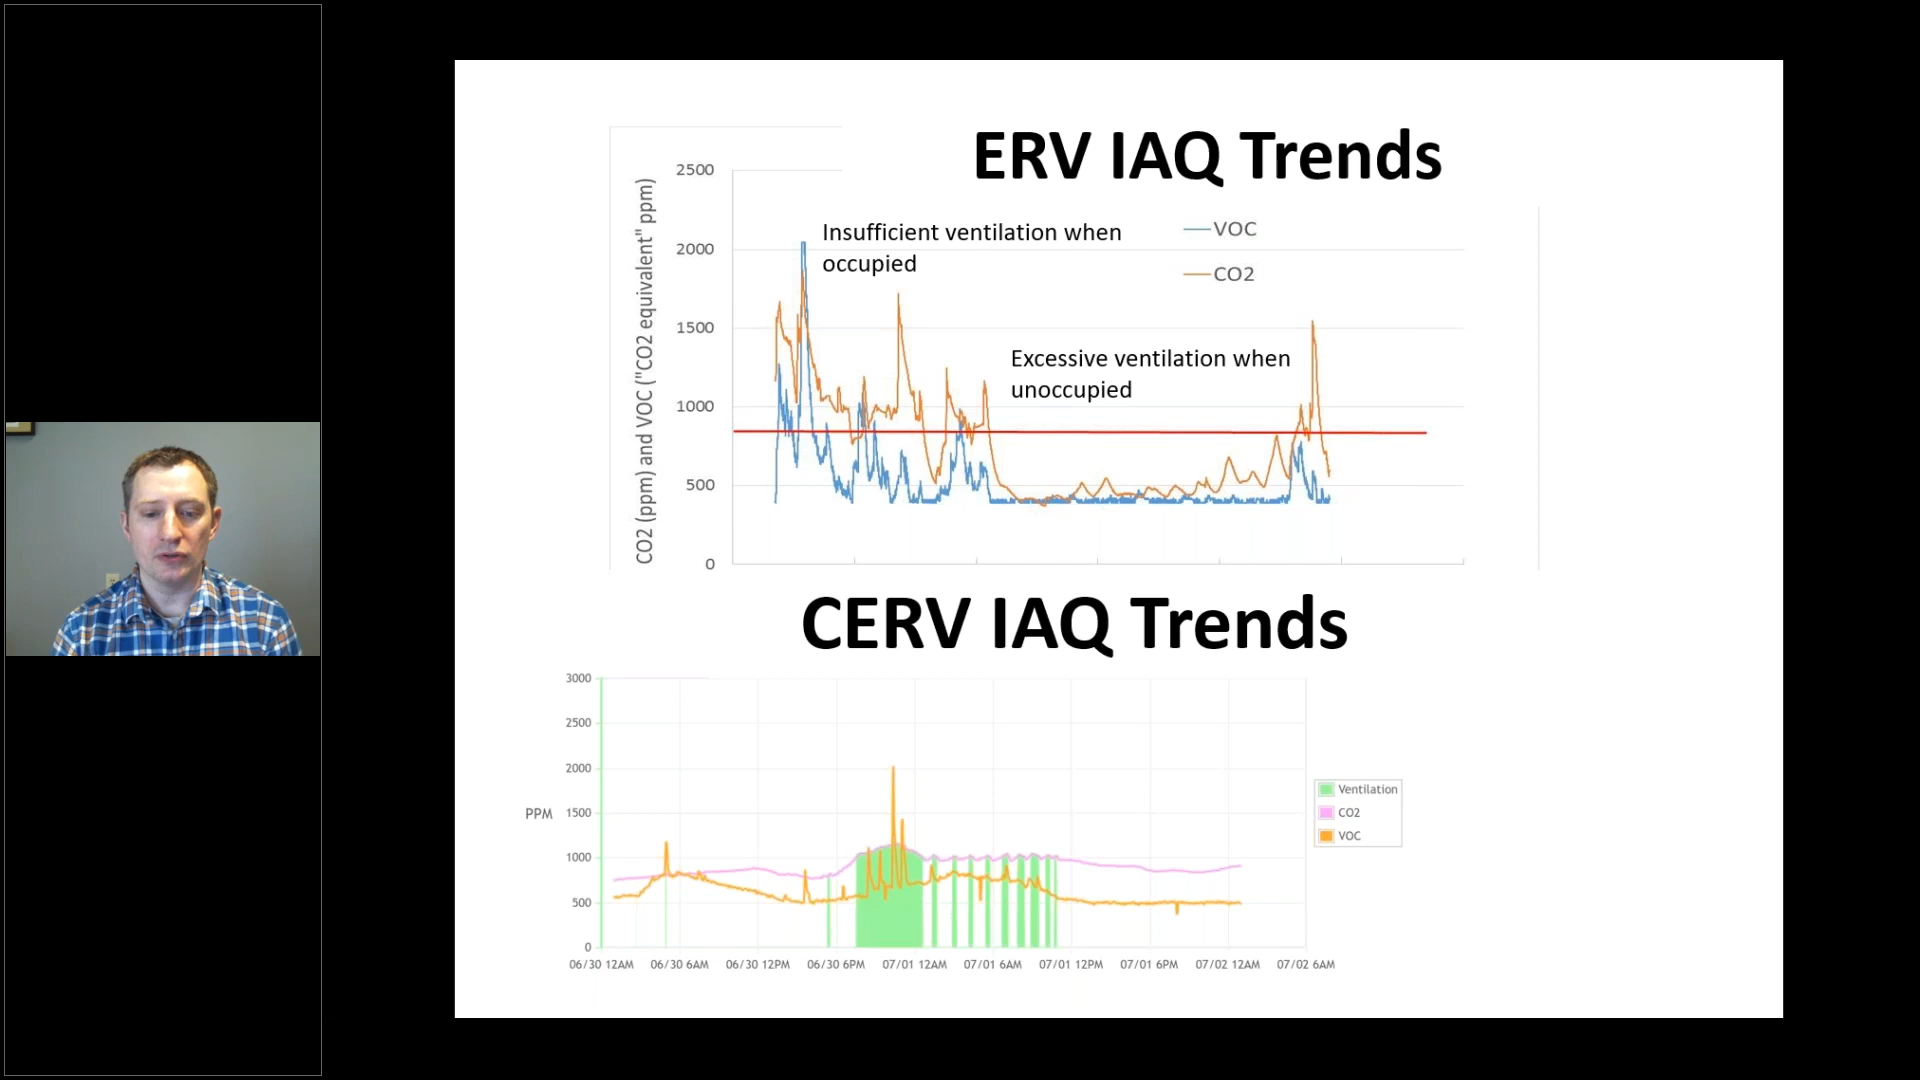 ERV IAQ Trends
CO2 (ppm) and VOC ("CO2 equivalent" ppm)
2500
2000
1500
1000
500
0
Insufficient ventilation when
occupied
VOC
CO2
Excessive ventilation when
unoccupied
CERV IAQ Trends
PPM
3000
2500
2000
1500
1000
500
0
06/30 12AM 06/30 6AM 06/30 12PM 06/30 6PM 07/01 12AM 07/01 6AM 07/01 12PM 07/01 6PM 07/02 12AM 07/02 6AM
Ventilation
CO2
VOC